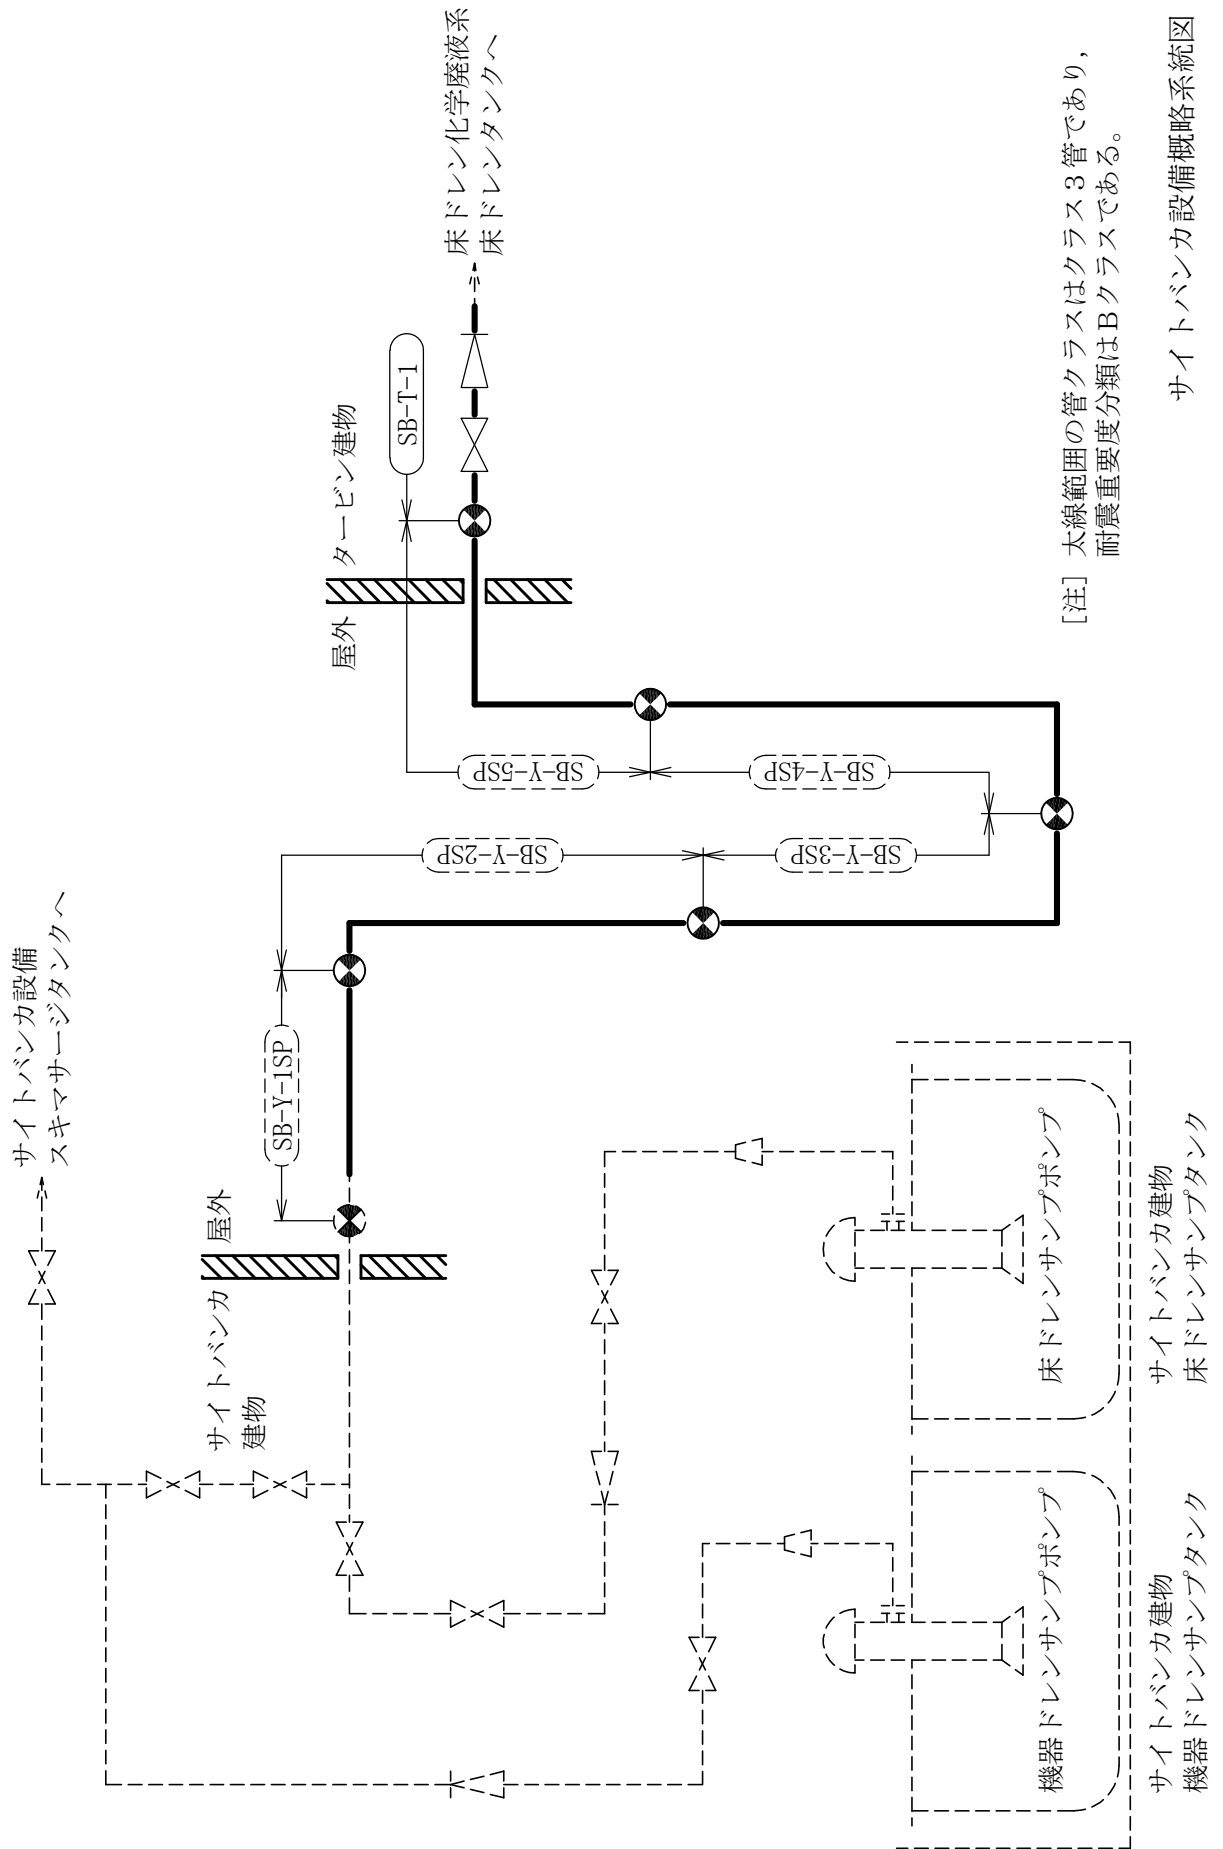 サイトバンカ設備
スキマサージタンクへ
サイトバンカ
建物
屋外
SB-Y-1SP
SB-Y-2SP
SB-Y-3SP
SB-Y-4SP
SB-Y-5SP
屋外
タービン建物
SB-T-1
床ドレン化学廃液系
床ドレンタンクへ
機器ドレンサンプポンプ
サイトバンカ建物
機器ドレンサンプタンク
床ドレンサンプポンプ
サイトバンカ建物
床ドレンサンプタンク
[注] 太線範囲の管クラスはクラス3管であり，
耐震重要度分類はBクラスである。
サイトバンカ設備概略系統図